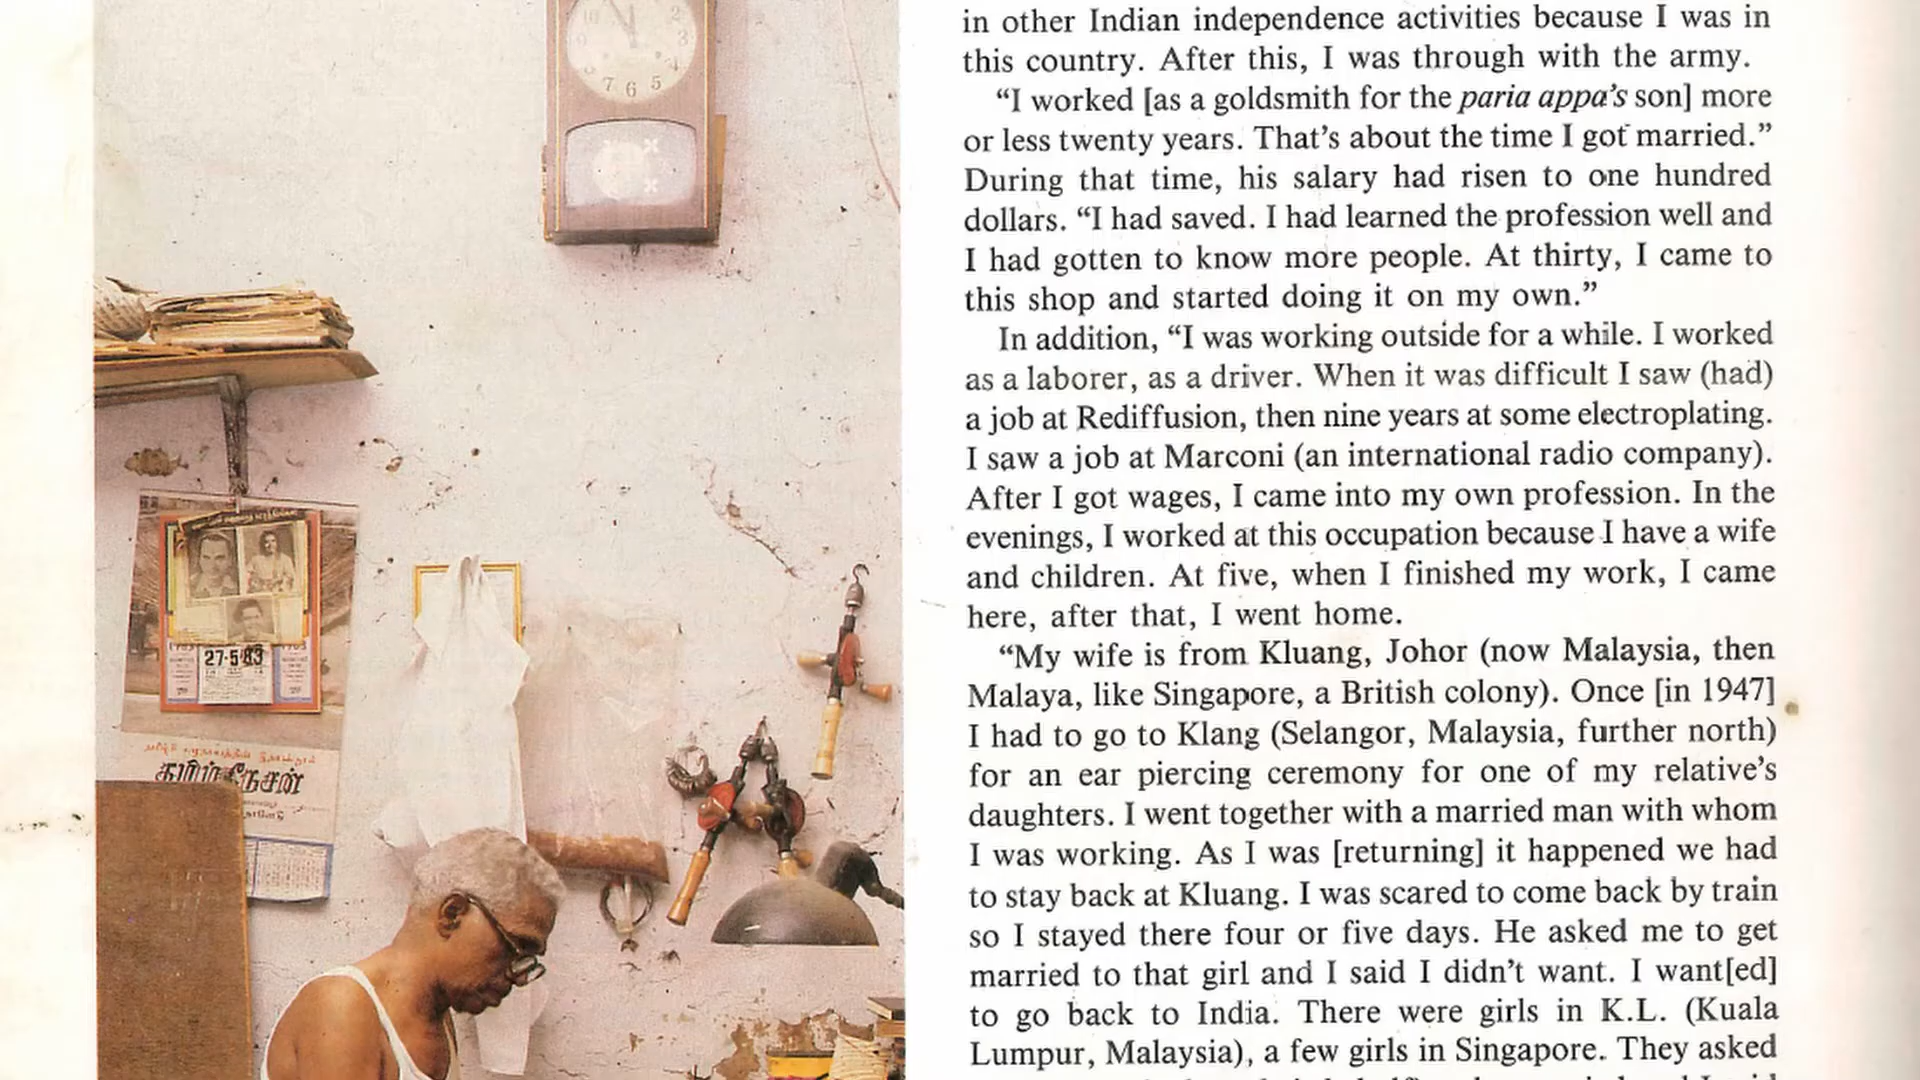 10
2
3
4
5
6
7
8
27·5·83
தமிழ் நேசன்
in other Indian independence activities because I was in
this country. After this, I was through with the army.
“I worked [as a goldsmith for the paria appa’s son] more
or less twenty years. That’s about the time I got married.”
During that time, his salary had risen to one hundred
dollars. “I had saved. I had learned the profession well and
I had gotten to know more people. At thirty, I came to
this shop and started doing it on my own.”
In addition, “I was working outside for a while. I worked
as a laborer, as a driver. When it was difficult I saw (had)
a job at Rediffusion, then nine years at some electroplating.
I saw a job at Marconi (an international radio company).
After I got wages, I came into my own profession. In the
evenings, I worked at this occupation because I have a wife
and children. At five, when I finished my work, I came
here, after that, I went home.
“My wife is from Kluang, Johor (now Malaysia, then
Malaya, like Singapore, a British colony). Once [in 1947]
I had to go to Klang (Selangor, Malaysia, further north)
for an ear piercing ceremony for one of my relative’s
daughters. I went together with a married man with whom
I was working. As I was [returning] it happened we had
to stay back at Kluang. I was scared to come back by train
so I stayed there four or five days. He asked me to get
married to that girl and I said I didn’t want. I want[ed]
to go back to India. There were girls in K.L. (Kuala
Lumpur, Malaysia), a few girls in Singapore. They asked